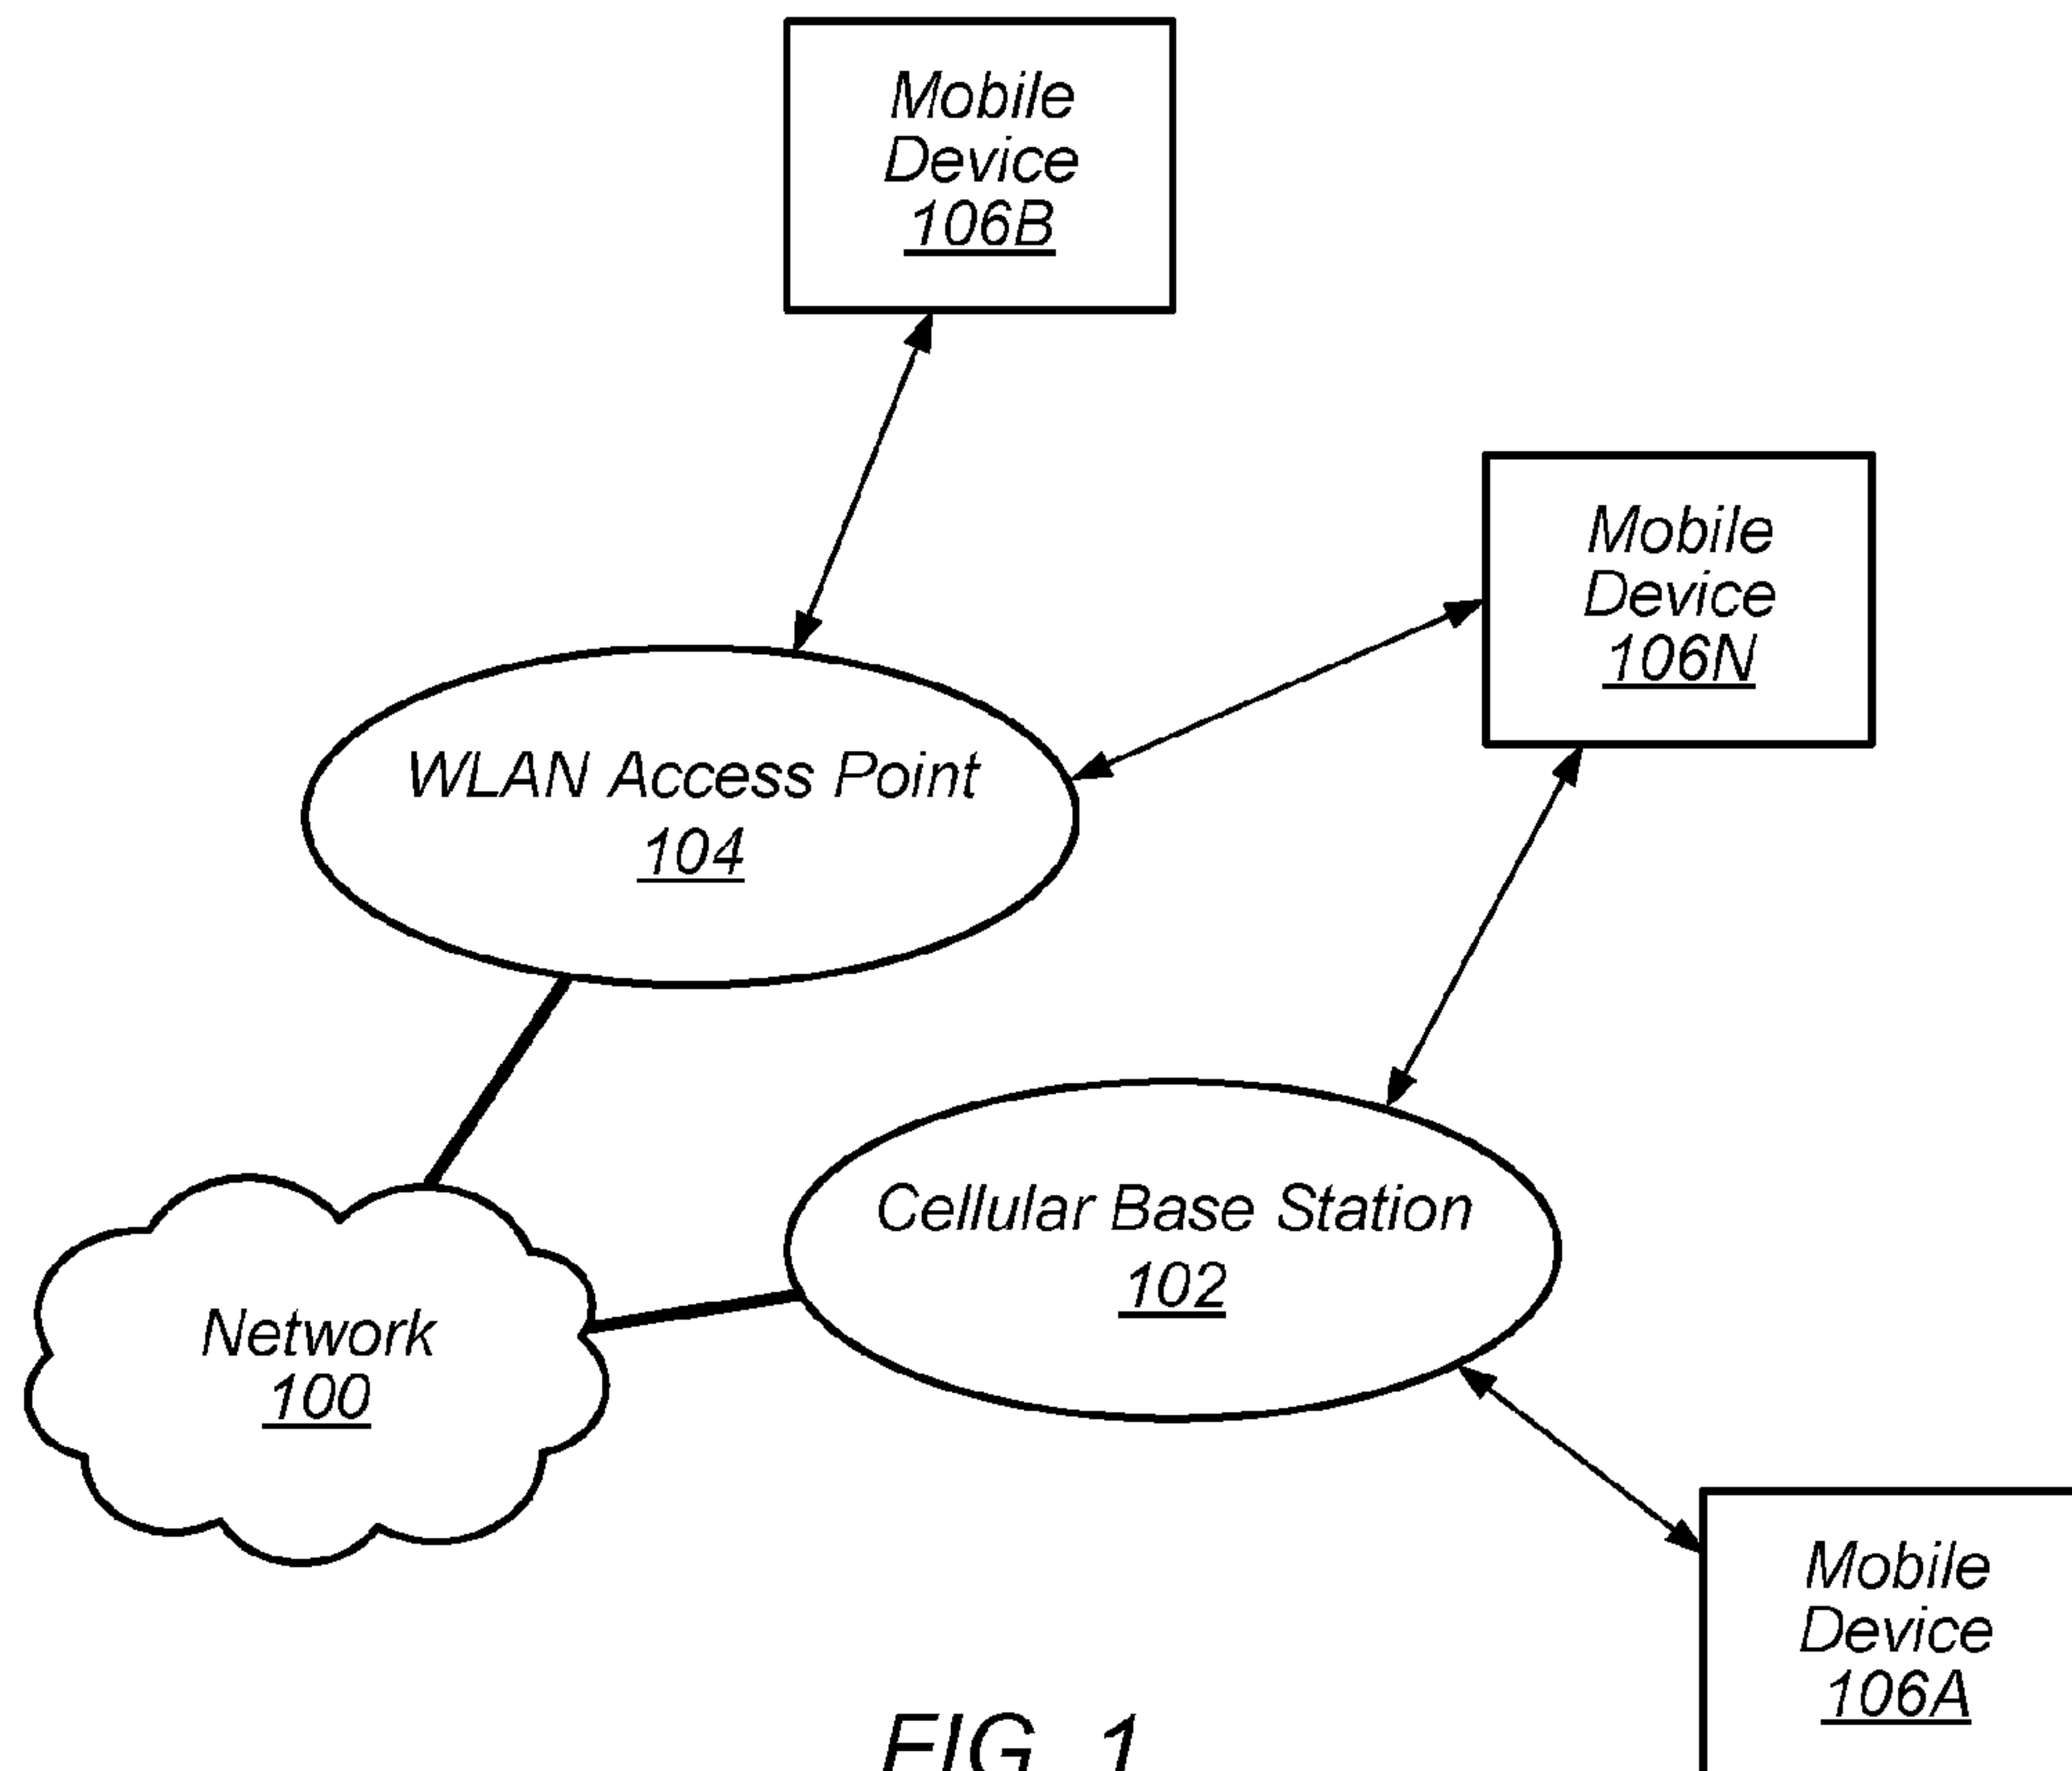 Mobile
Device
106B
Mobile
Device
106N
WLAN Access Point
104
Cellular Base Station
102
Network
100
Mobile
Device
106A
FIG. 1